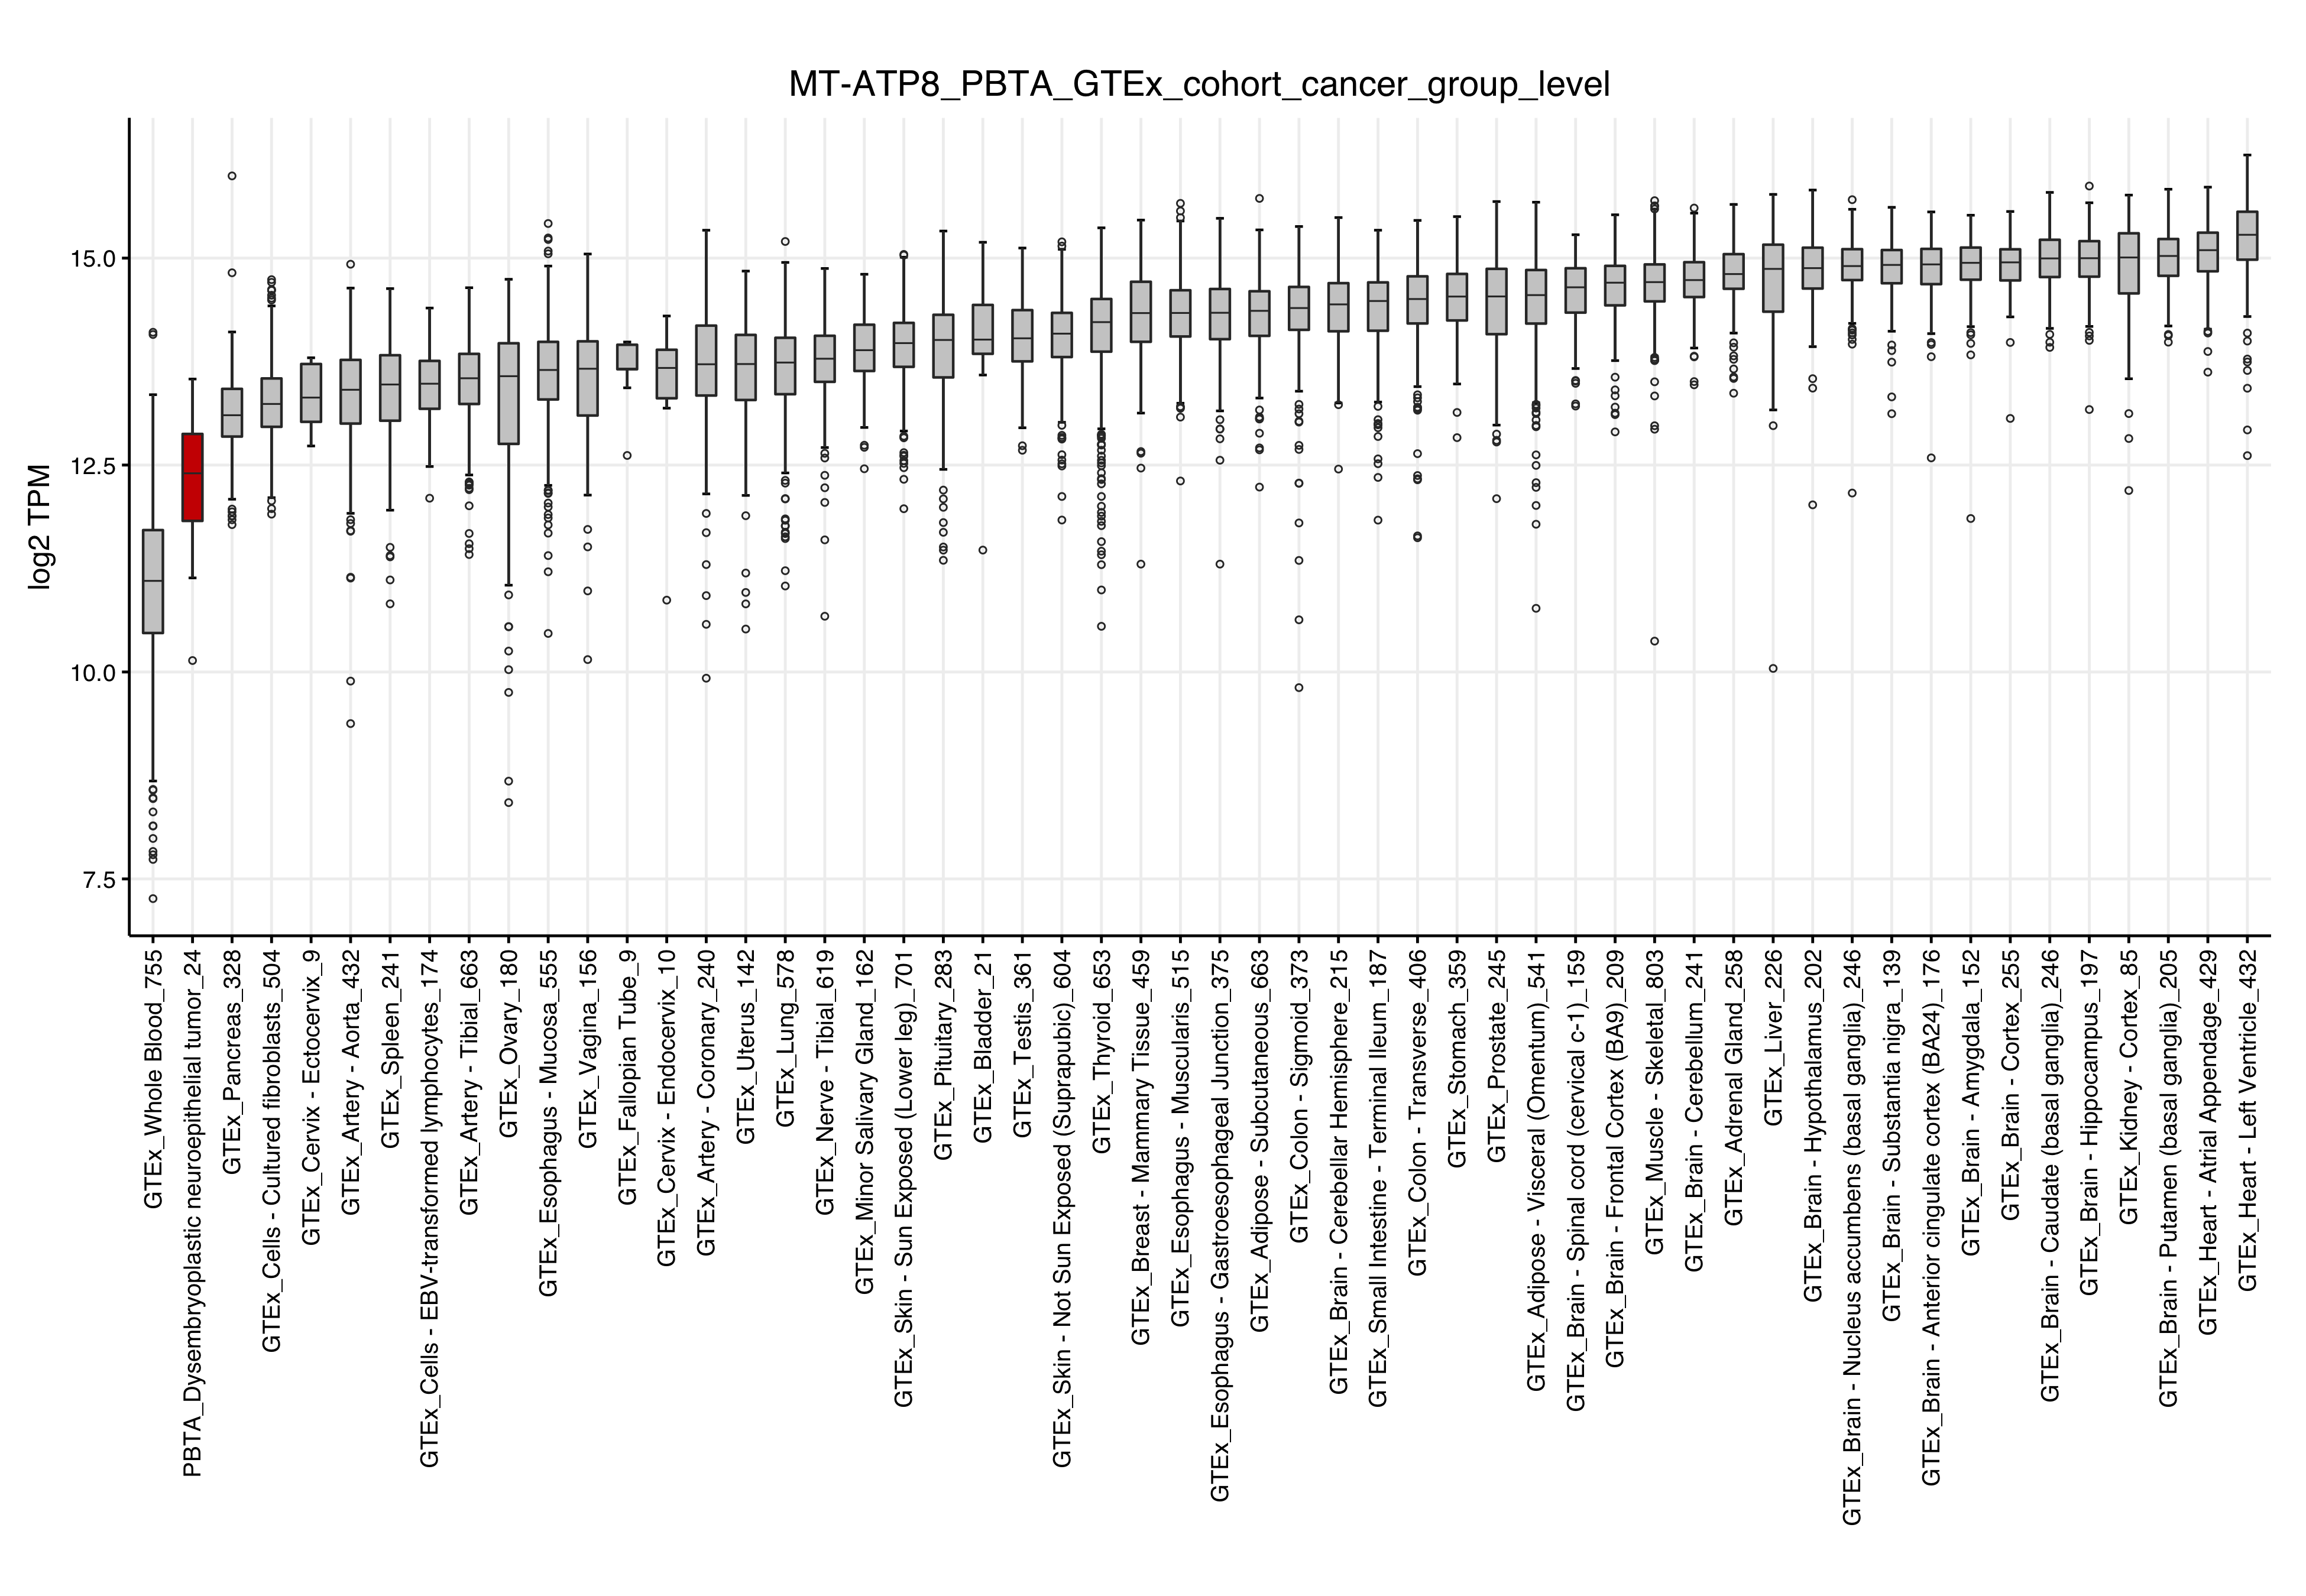 MT-ATP8_PBTA_GTEx_cohort_cancer_group_level
log2 TPM
15.0
12.5
10.0
7.5
GTEx_Whole Blood_755
PBTA_Dysembryoplastic neuroepithelial tumor_24
GTEx_Pancreas_328
GTEx_Cells - Cultured fibroblasts_504
GTEx_Cervix - Ectocervix_9
GTEx_Artery - Aorta_432
GTEx_Spleen_241
GTEx_Cells - EBV-transformed lymphocytes_174
GTEx_Artery - Tibial_663
GTEx_Ovary_180
GTEx_Esophagus - Mucosa_555
GTEx_Vagina_156
GTEx_Fallopian Tube_9
GTEx_Cervix - Endocervix_10
GTEx_Artery - Coronary_240
GTEx_Uterus_142
GTEx_Lung_578
GTEx_Nerve - Tibial_619
GTEx_Minor Salivary Gland_162
GTEx_Skin - Sun Exposed (Lower leg)_701
GTEx_Pituitary_283
GTEx_Bladder_21
GTEx_Testis_361
GTEx_Skin - Not Sun Exposed (Suprapubic)_604
GTEx_Thyroid_653
GTEx_Breast - Mammary Tissue_459
GTEx_Esophagus - Muscularis_515
GTEx_Esophagus - Gastroesophageal Junction_375
GTEx_Adipose - Subcutaneous_663
GTEx_Colon - Sigmoid_373
GTEx_Brain - Cerebellar Hemisphere_215
GTEx_Small Intestine - Terminal Ileum_187
GTEx_Colon - Transverse_406
GTEx_Stomach_359
GTEx_Prostate_245
GTEx_Adipose - Visceral (Omentum)_541
GTEx_Brain - Spinal cord (cervical c-1)_159
GTEx_Brain - Frontal Cortex (BA9)_209
GTEx_Muscle - Skeletal_803
GTEx_Brain - Cerebellum_241
GTEx_Adrenal Gland_258
GTEx_Liver_226
GTEx_Brain - Hypothalamus_202
GTEx_Brain - Nucleus accumbens (basal ganglia)_246
GTEx_Brain - Substantia nigra_139
GTEx_Brain - Anterior cingulate cortex (BA24)_176
GTEx_Brain - Amygdala_152
GTEx_Brain - Cortex_255
GTEx_Brain - Caudate (basal ganglia)_246
GTEx_Brain - Hippocampus_197
GTEx_Kidney - Cortex_85
GTEx_Brain - Putamen (basal ganglia)_205
GTEx_Heart - Atrial Appendage_429
GTEx_Heart - Left Ventricle_432